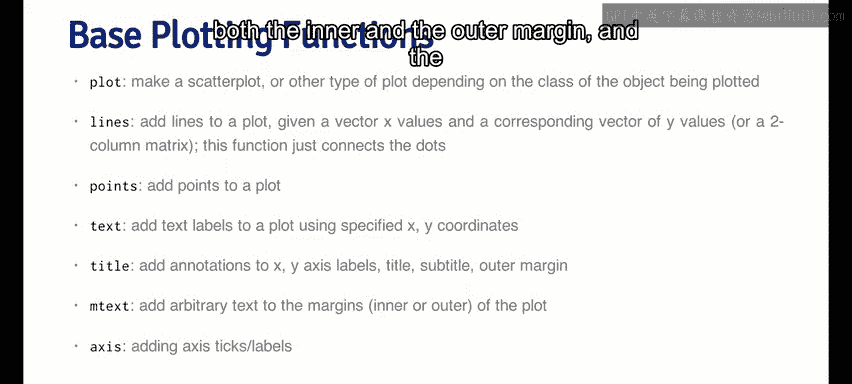 Base Plotting Functions
both the inner and the outer margin, and
the
· plot: make a scatterplot, or other type of plot depending on the class of the object being plotted
· lines: add lines to a plot, given a vector x values and a corresponding vector of y values (or a 2-
column matrix); this function just connects the dots
· points: add points to a plot
· text: add text labels to a plot using specified x, y coordinates
· title: add annotations to x, y axis labels, title, subtitle, outer margin
· mtext: add arbitrary text to the margins (inner or outer) of the plot
· axis: adding axis ticks/labels